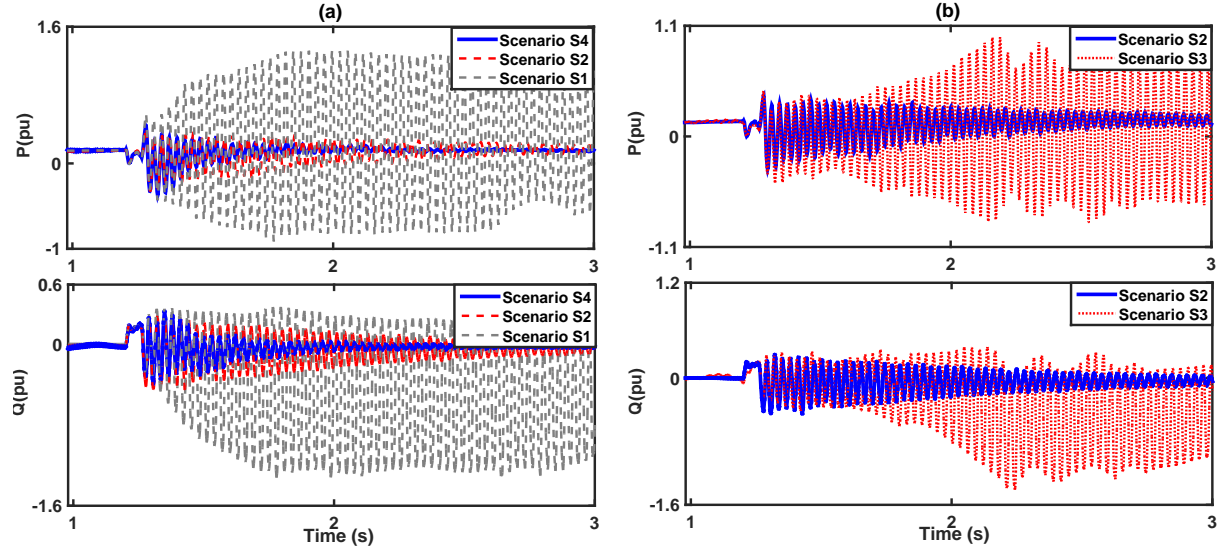 (a)
1.6
Scenario S4
Scenario S2
Scenario S1
P(pu)
0
-1
1
2
3
0.6
Scenario S4
Scenario S2
Scenario S1
Q(pu)
0
-1.6
1
2
3
Time (s)
(b)
1.1
Scenario S2
Scenario S3
P(pu)
0
-1.1
1
2
3
1.2
Scenario S2
Scenario S3
Q(pu)
0
-1.6
1
2
3
Time (s)